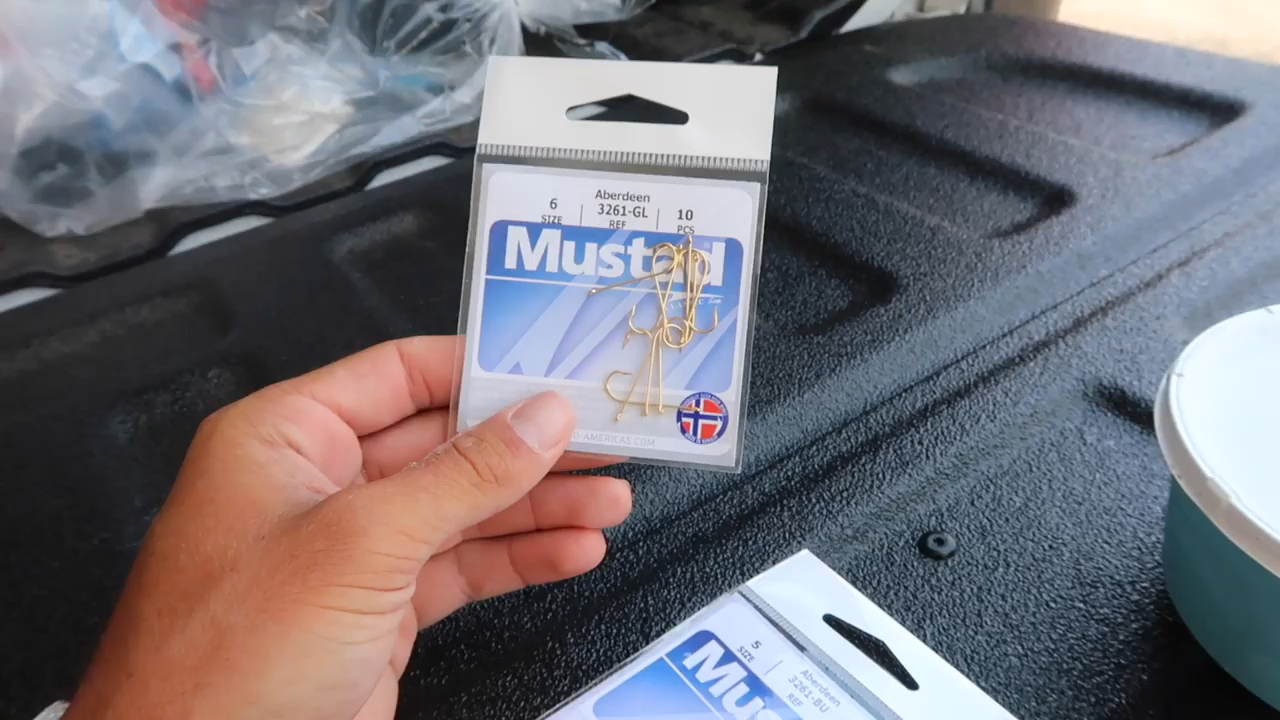 Aberdeen
6 3261-GL 10
SIZE REF PCS
Mustad
AMERICAS.COM
5 Aberdeen
SIZE 3261-BU
REF
Mus